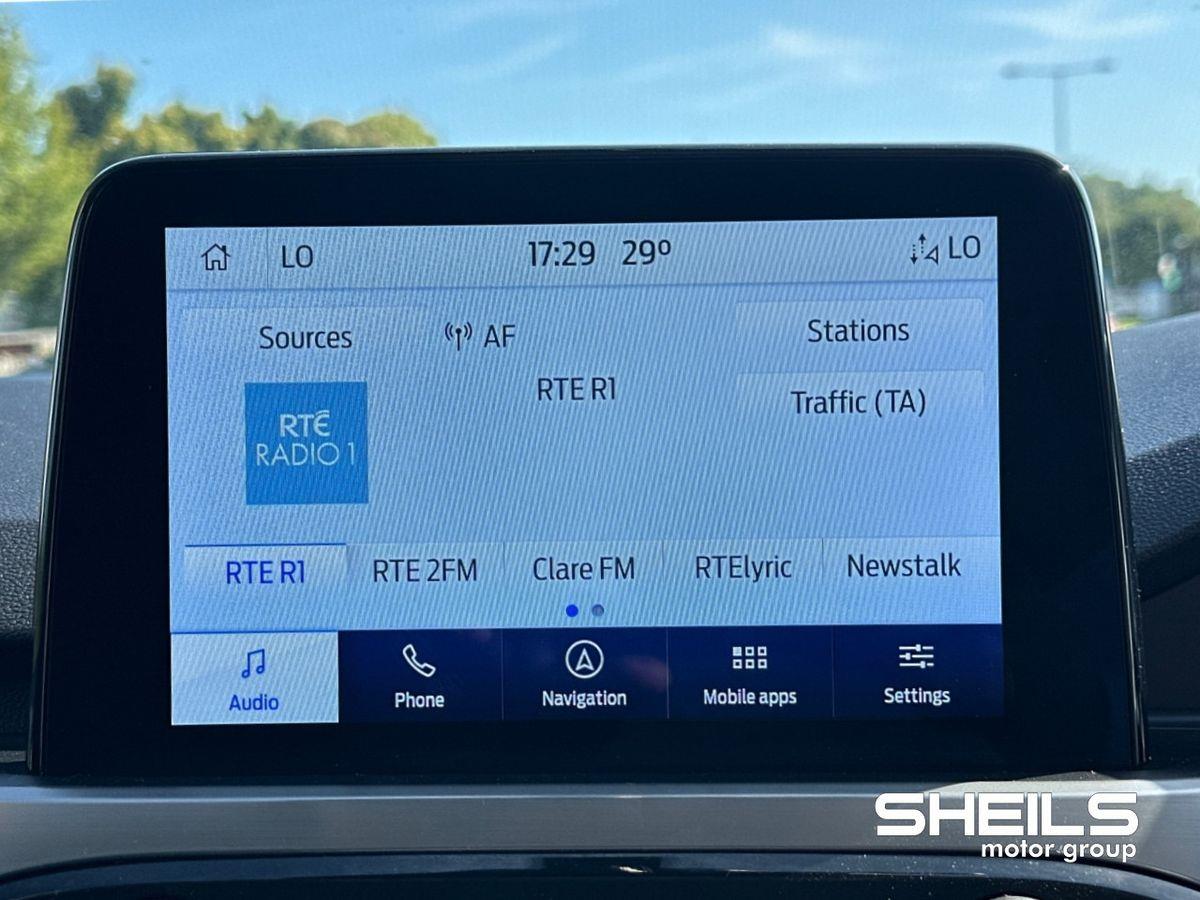 LO 17:29 29º LO
Sources AF Stations
RTE R1 Traffic (TA)
RTÉ
RADIO 1
RTE R1 RTE 2FM Clare FM RTElyric Newstalk
Audio Phone Navigation Mobile apps Settings
SHEILS
motor group